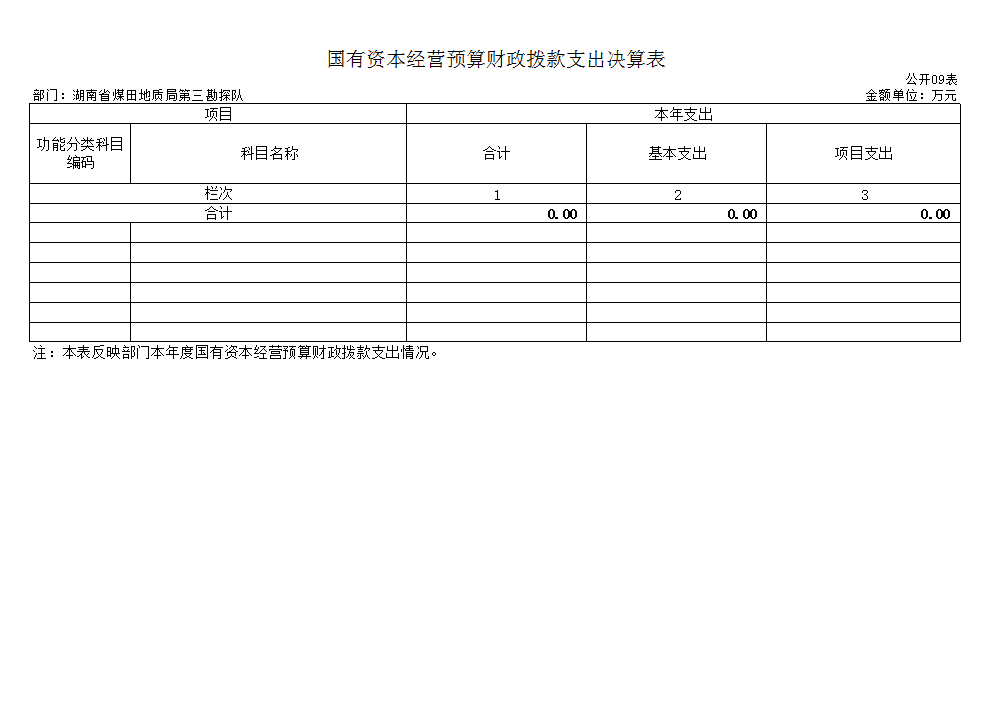 国有资本经营预算财政拨款支出决算表
公开09表
部门：湖南省煤田地质局第三勘探队 金额单位：万元
项目 本年支出
功能分类科目
编码 科目名称 合计 基本支出 项目支出
栏次 1 2 3
合计 0.00 0.00 0.00
注：本表反映部门本年度国有资本经营预算财政拨款支出情况。